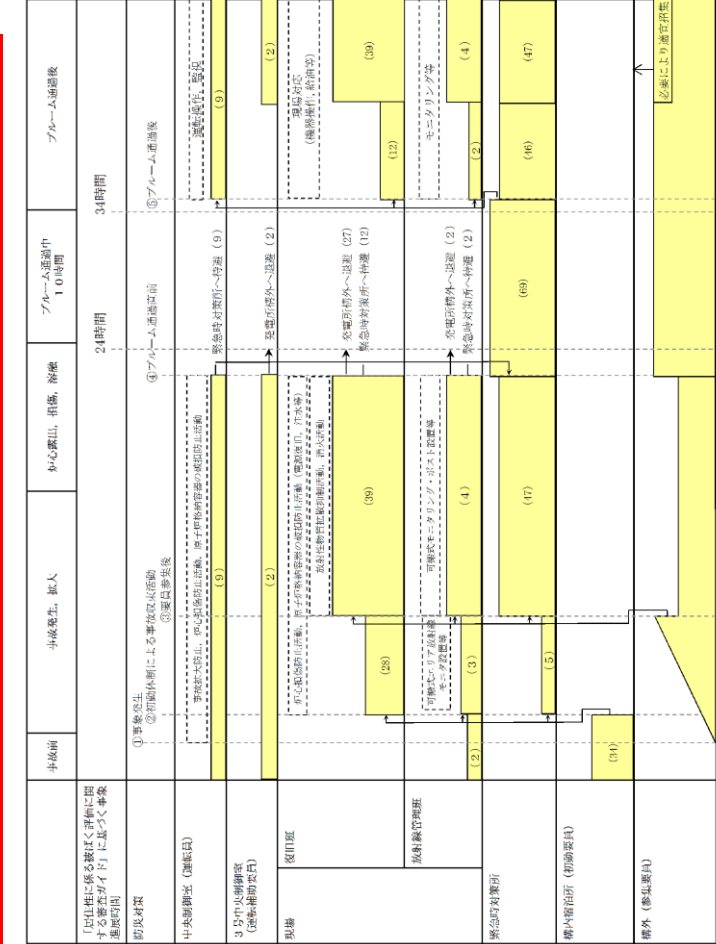 事故前
事故発生，拡大
炉心露出，損傷，溶融
プルーム通過中
１０時間
プルーム通過後
「居住性に係る被ばく評価に関
する審査ガイド」に基づく事象
進展時間
24時間
34時間
防災対策
①事象発生
②初動体制による事故収束活動
③要員参集後
④プルーム通過直前
⑤プルーム通過後
中央制御室（運転員）
事故拡大防止，炉心損傷防止活動，原子炉格納容器の破損防止活動
(9)
緊急時対策所へ待避（9）
運転操作，監視
(9)
3号中央制御室
（運転補助要員）
(2)
発電所構外へ退避（2）
(2)
現場
復旧班
炉心損傷防止活動，原子炉格納容器の破損防止活動（電源復旧，注水等）
放射性物質拡散抑制活動，消火活動
(28)
(39)
発電所構外へ退避（27）
緊急時対策所へ待避（12）
現場対応
（機器操作，給油等）
(12)
(39)
放射線管理班
可搬式エリア放射線
モニタ設置等
可搬式モニタリング・ポスト設置等
(2)
(3)
(4)
発電所構外へ退避（2）
緊急時対策所へ待避（2）
モニタリング等
(2)
(4)
緊急時対策所
(5)
(47)
(69)
(46)
(47)
構内宿泊所（初動要員）
(34)
構外（参集要員）
必要により適宜招集